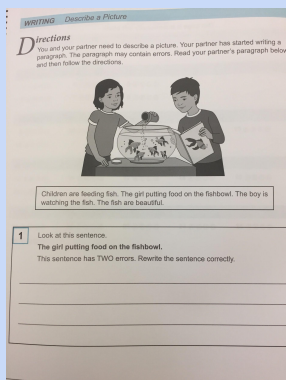 WRITING Describe a Picture
Directions
You and your partner need to describe a picture. Your partner has started writing a
paragraph. The paragraph may contain errors. Read your partner's paragraph below
and then follow the directions.
Children are feeding fish. The girl putting food on the fishbowl. The boy is
watching the fish. The fish are beautiful.
1 Look at this sentence.
The girl putting food on the fishbowl.
This sentence has TWO errors. Rewrite the sentence correctly.